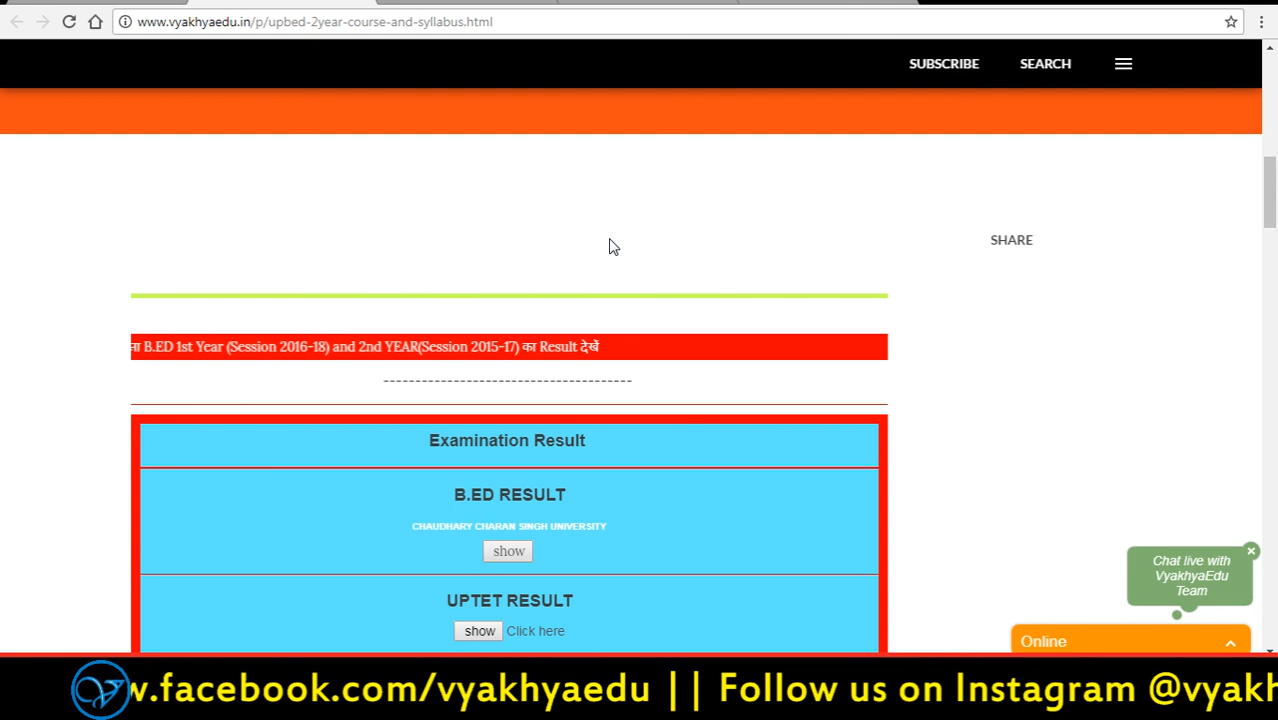 www.vyakhyaedu.in/p/upbed-2year-course-and-syllabus.html
SUBSCRIBE SEARCH
SHARE
B.ED 1st Year (Session 2016-18) and 2nd YEAR(Session 2015-17) का Result देखें
---------------------------------------
Examination Result
B.ED RESULT
CHAUDHARY CHARAN SINGH UNIVERSITY
show
UPTET RESULT
show Click here
Chat live with
VyakhyaEdu
Team
Online
w.facebook.com/vyakhyaedu || Follow us on Instagram @vyakh